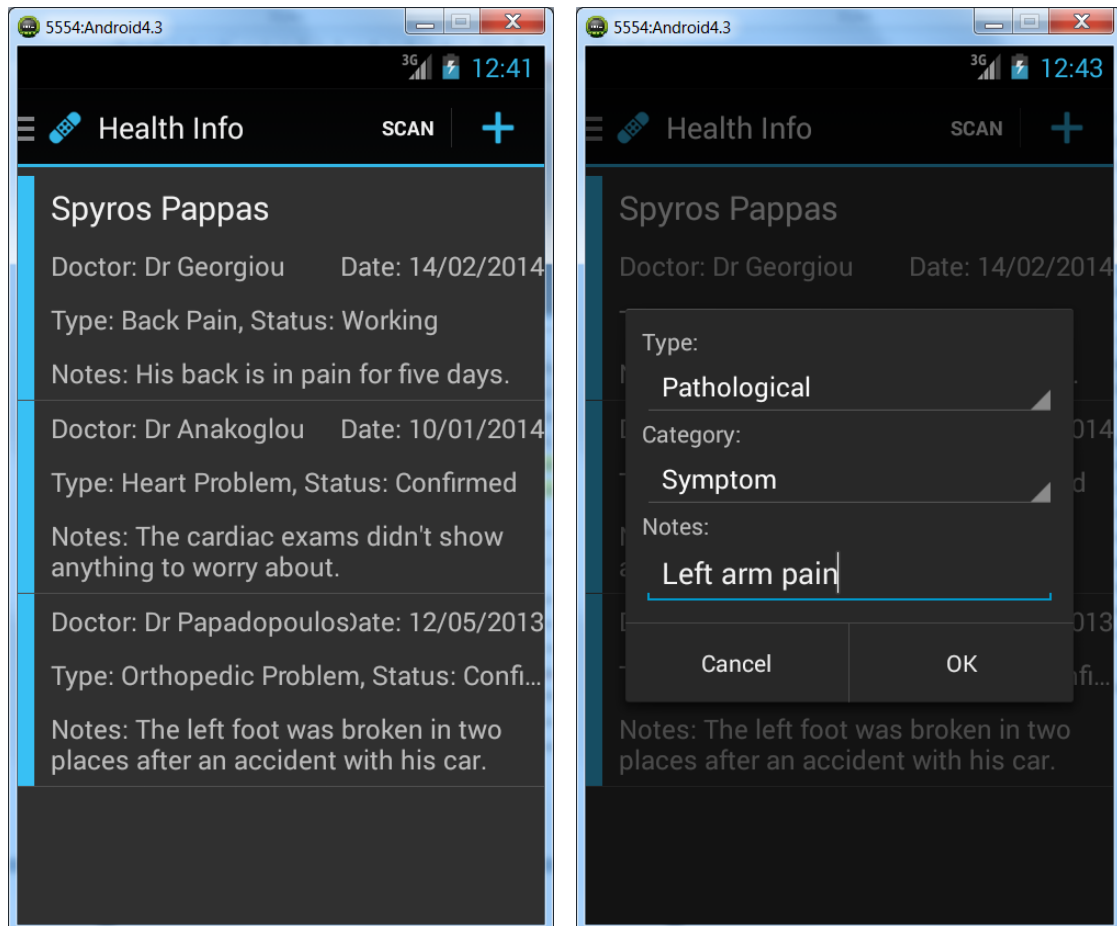 5554:Android4.3
3G 12:41
Health Info SCAN
Spyros Pappas
Doctor: Dr Georgiou Date: 14/02/2014
Type: Back Pain, Status: Working
Notes: His back is in pain for five days.
Doctor: Dr Anakoglou Date: 10/01/2014
Type: Heart Problem, Status: Confirmed
Notes: The cardiac exams didn't show
anything to worry about.
Doctor: Dr Papadopoulos)ate: 12/05/2013
Type: Orthopedic Problem, Status: Confi...
Notes: The left foot was broken in two
places after an accident with his car.
5554:Android4.3
3G 12:43
Health Info SCAN
Spyros Pappas
Doctor: Dr Georgiou Date: 14/02/2014
Type:
Pathological
Category:
014
Symptom
Notes:
Left arm pain
013
Cancel OK
nfi...
Notes: The left foot was broken in two
places after an accident with his car.